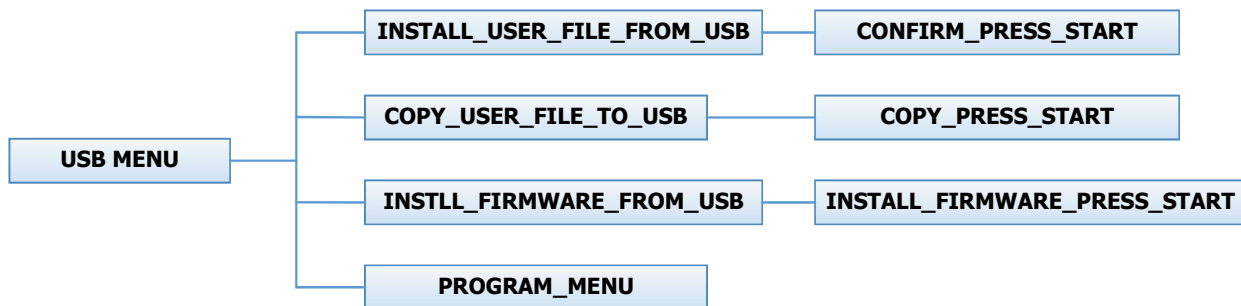 INSTALL_USER_FILE_FROM_USB
CONFIRM_PRESS_START
COPY_USER_FILE_TO_USB
COPY_PRESS_START
USB MENU
INSTLL_FIRMWARE_FROM_USB
INSTALL_FIRMWARE_PRESS_START
PROGRAM_MENU